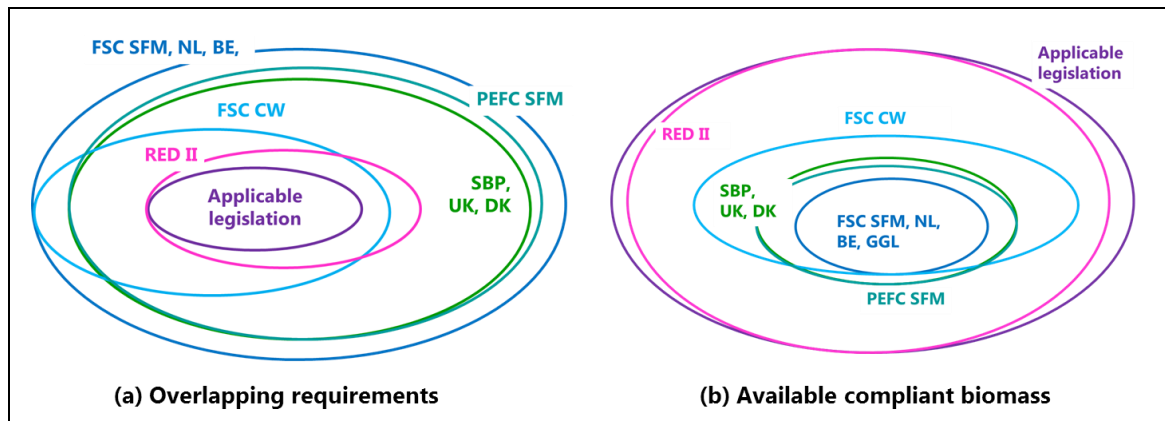 FSC SFM, NL, BE,
PEFC SFM
FSC CW
RED II
SBP,
UK, DK
Applicable
legislation
(a) Overlapping requirements
Applicable
legislation
FSC CW
RED II
SBP,
UK, DK
FSC SFM, NL,
BE, GGL
PEFC SFM
(b) Available compliant biomass